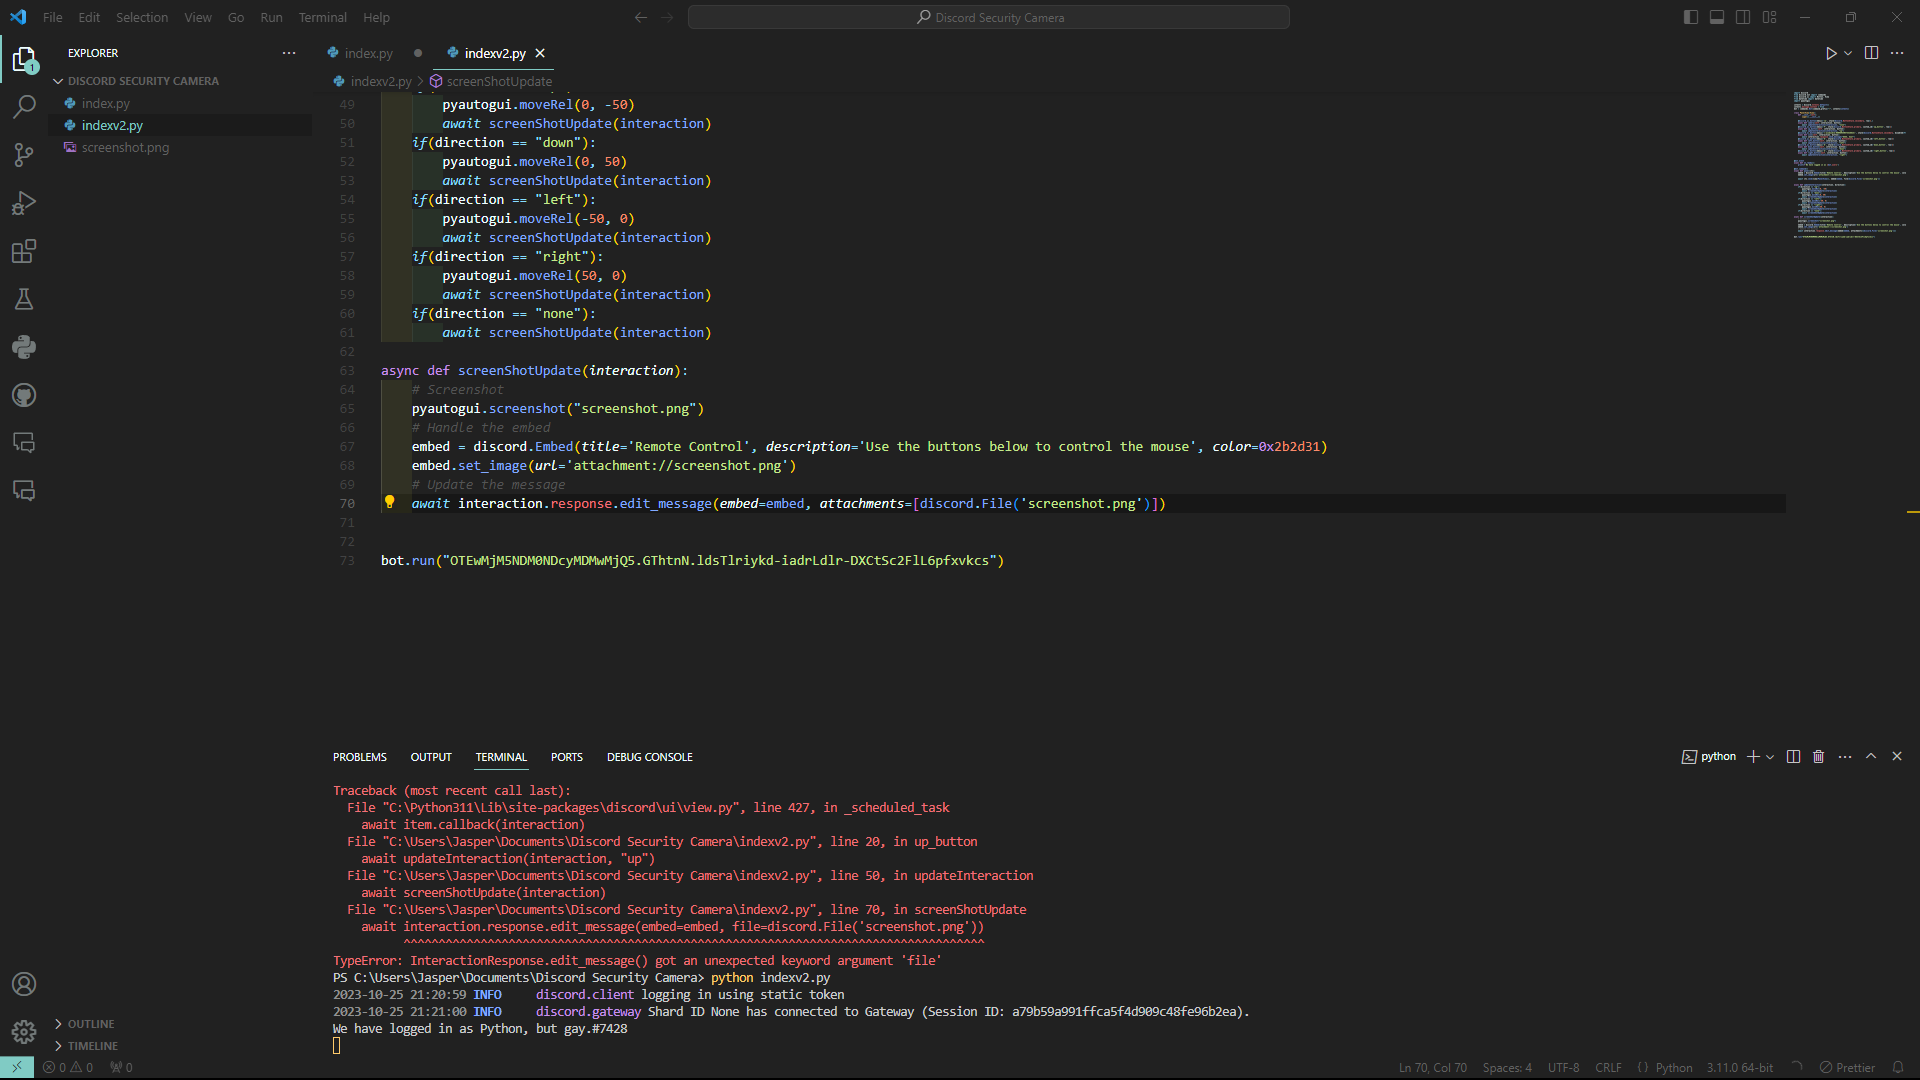 File Edit Selection View Go Run Terminal Help
Discord Security Camera
EXPLORER
DISCORD SECURITY CAMERA
index.py
indexv2.py
screenshot.png
index.py
indexv2.py
indexv2.py > screenShotUpdate
49 pyautogui.moveRel(0, -50)
50 await screenShotUpdate(interaction)
51 if(direction == "down"):
52 pyautogui.moveRel(0, 50)
53 await screenShotUpdate(interaction)
54 if(direction == "left"):
55 pyautogui.moveRel(-50, 0)
56 await screenShotUpdate(interaction)
57 if(direction == "right"):
58 pyautogui.moveRel(50, 0)
59 await screenShotUpdate(interaction)
60 if(direction == "none"):
61 await screenShotUpdate(interaction)
62
63 async def screenShotUpdate(interaction):
64 # Screenshot
65 pyautogui.screenshot("screenshot.png")
66 # Handle the embed
67 embed = discord.Embed(title='Remote Control', description='Use the buttons below to control the mouse', color=0x2b2d31)
68 embed.set_image(url='attachment://screenshot.png')
69 # Update the message
70 await interaction.response.edit_message(embed=embed, attachments=[discord.File('screenshot.png')])
71
72
73 bot.run("OTEwMjM5NDM0NDcyMDMwMjQ5.GThtnN.ldsTlriykd-iadrLdlr-DXCtSc2FlL6pfxvkcs")
PROBLEMS OUTPUT TERMINAL PORTS DEBUG CONSOLE
python
Traceback (most recent call last):
File "C:\Python311\Lib\site-packages\discord\ui\view.py", line 427, in _scheduled_task
await item.callback(interaction)
File "C:\Users\Jasper\Documents\Discord Security Camera\indexv2.py", line 20, in up_button
await updateInteraction(interaction, "up")
File "C:\Users\Jasper\Documents\Discord Security Camera\indexv2.py", line 50, in updateInteraction
await screenShotUpdate(interaction)
File "C:\Users\Jasper\Documents\Discord Security Camera\indexv2.py", line 70, in screenShotUpdate
await interaction.response.edit_message(embed=embed, file=discord.File('screenshot.png'))
^^^^^^^^^^^^^^^^^^^^^^^^^^^^^^^^^^^^^^^^^^^^^^^^^^^^^^^^^^^^^^^^^^^^^^^^^^^^^^^^^^^
TypeError: InteractionResponse.edit_message() got an unexpected keyword argument 'file'
PS C:\Users\Jasper\Documents\Discord Security Camera> python indexv2.py
2023-10-25 21:20:59 INFO discord.client logging in using static token
2023-10-25 21:21:00 INFO discord.gateway Shard ID None has connected to Gateway (Session ID: a79b59a991ffca5f4d909c48fe96b2ea).
We have logged in as Python, but gay.#7428
OUTLINE
TIMELINE
0 0 0
Ln 70, Col 70 Spaces: 4 UTF-8 CRLF { } Python 3.11.0 64-bit Prettier